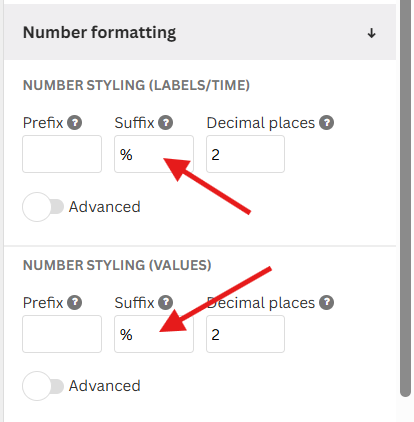 Number formatting ↓
NUMBER STYLING (LABELS/TIME)
Prefix ? Suffix ? Decimal places ?
% 2
Advanced
NUMBER STYLING (VALUES)
Prefix ? Suffix ? Decimal places ?
% 2
Advanced